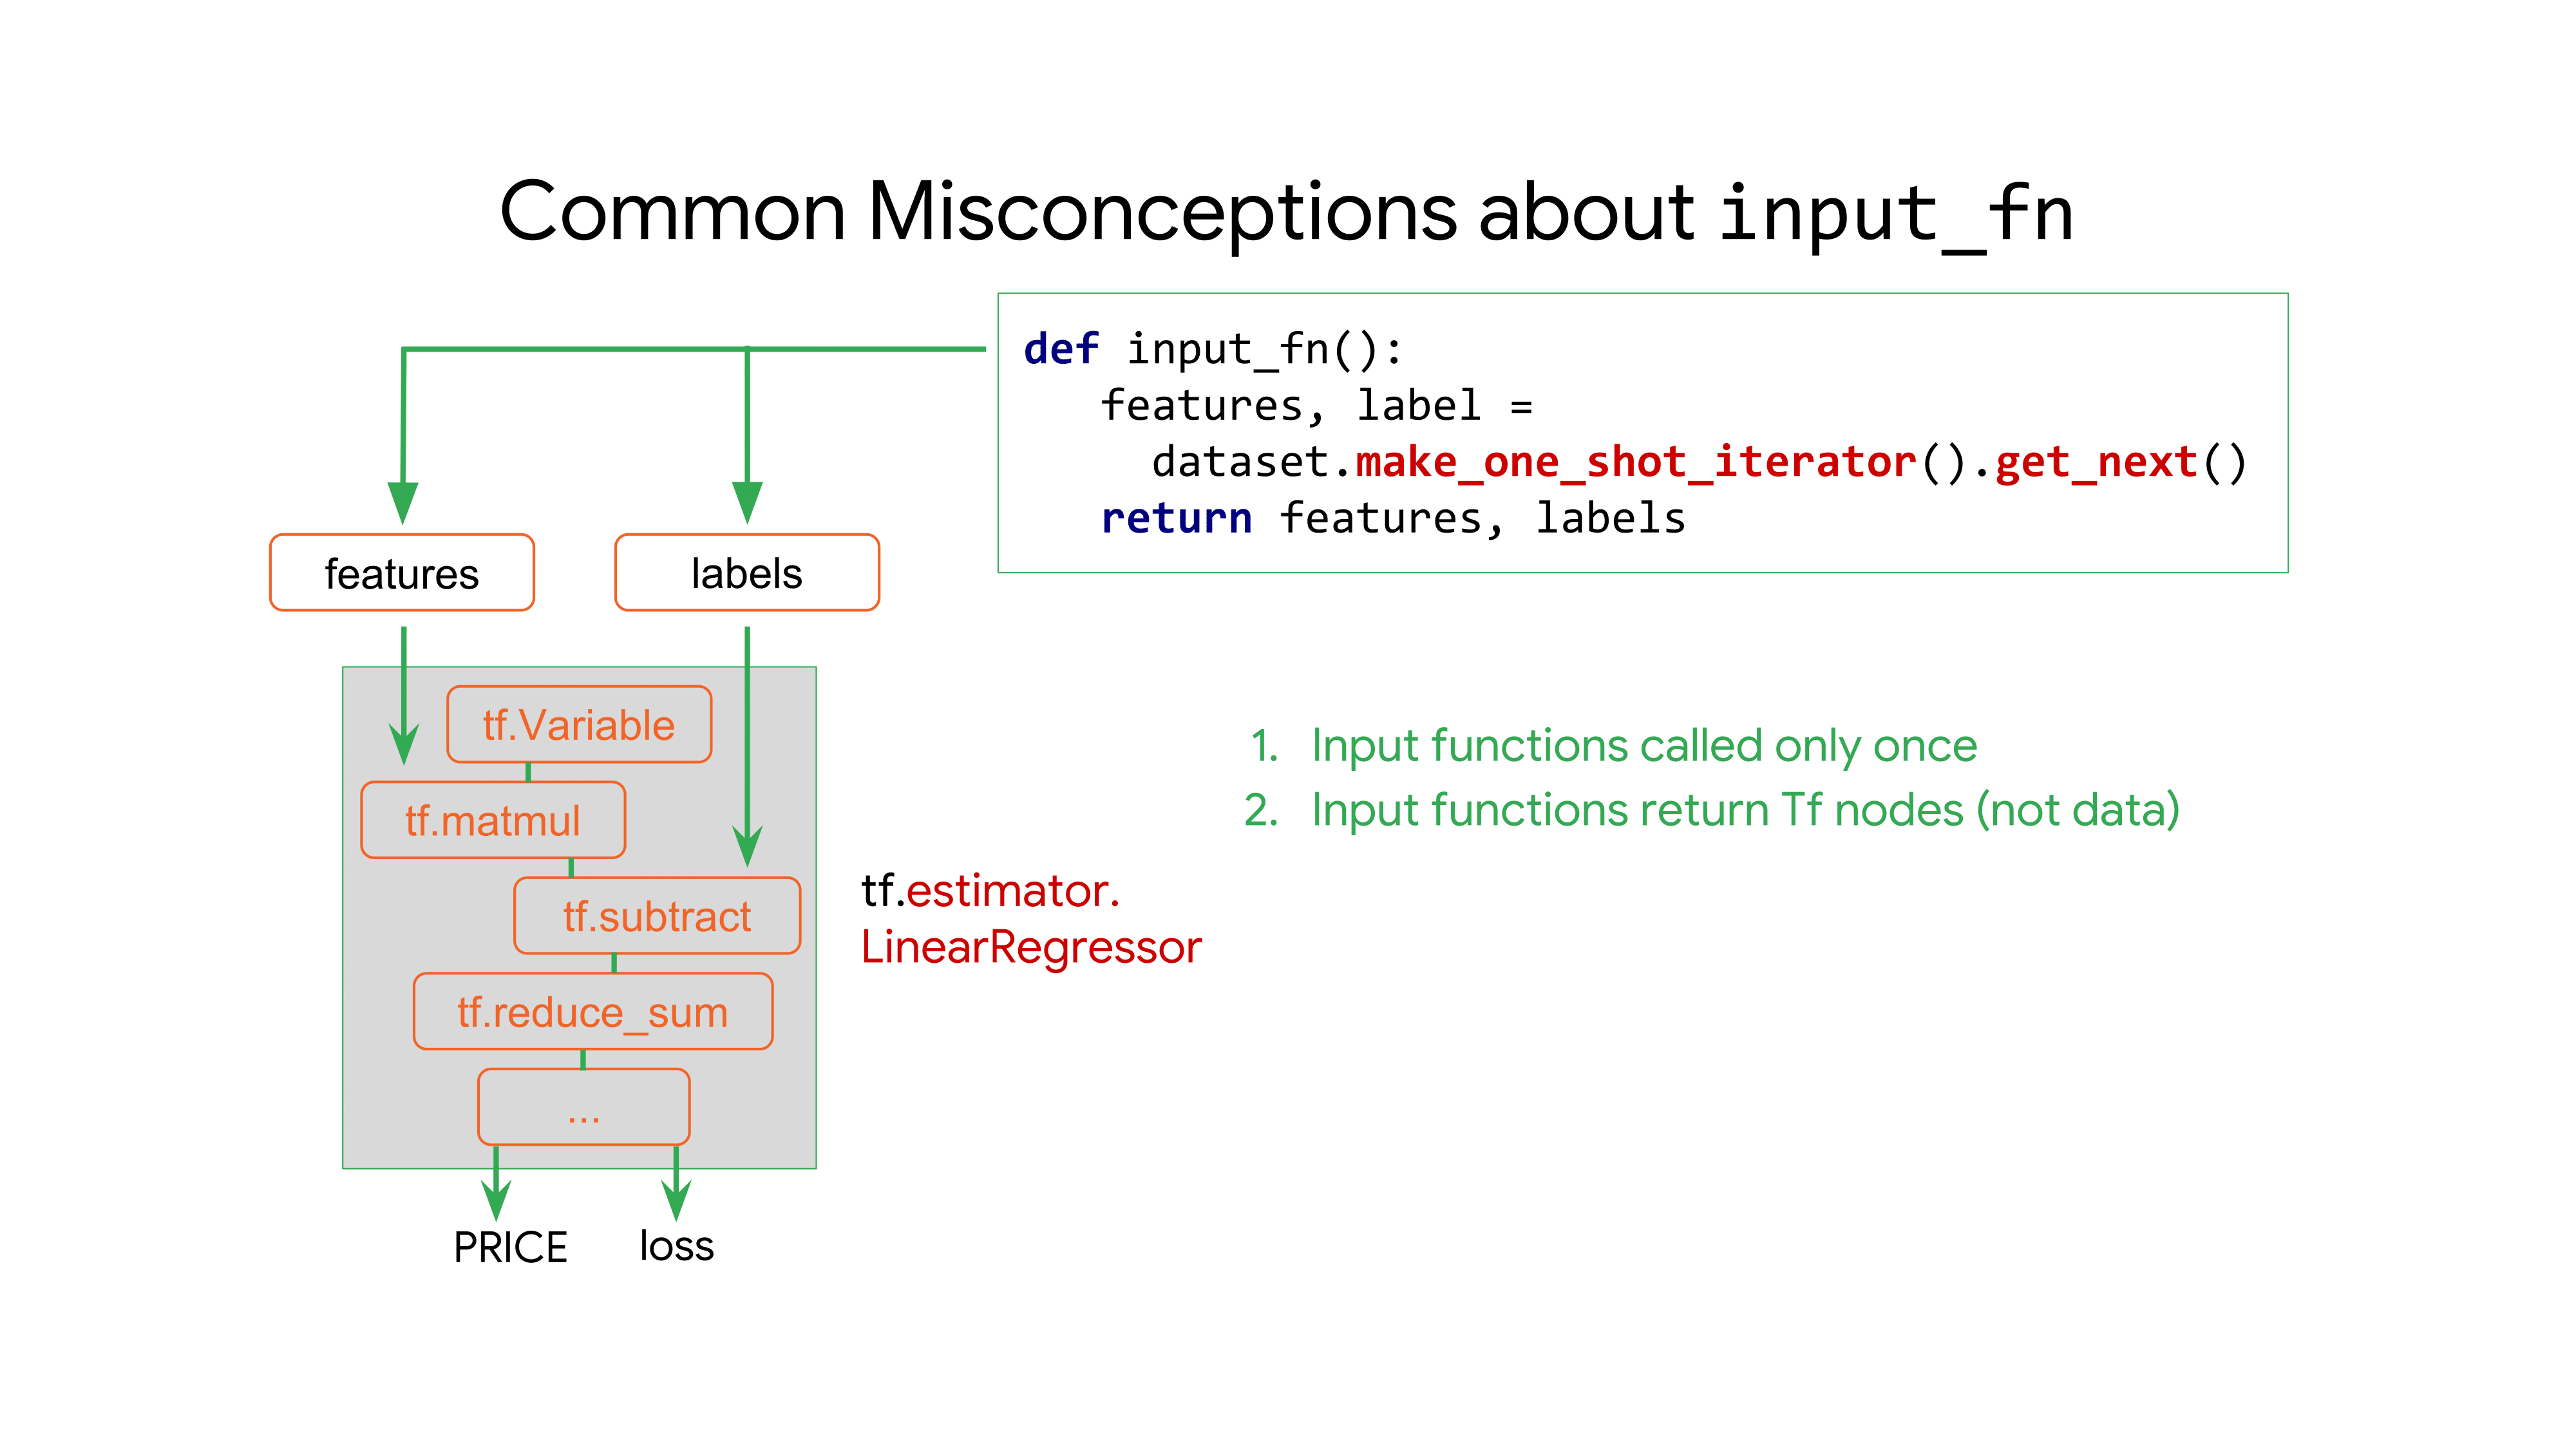 Common Misconceptions about input_fn
def input_fn():
features, label =
dataset.make_one_shot_iterator().get_next()
return features, labels
features
labels
tf.Variable
tf.matmul
tf.subtract
tf.reduce_sum
...
PRICE
loss
tf.estimator.
LinearRegressor
1. Input functions called only once
2. Input functions return Tf nodes (not data)